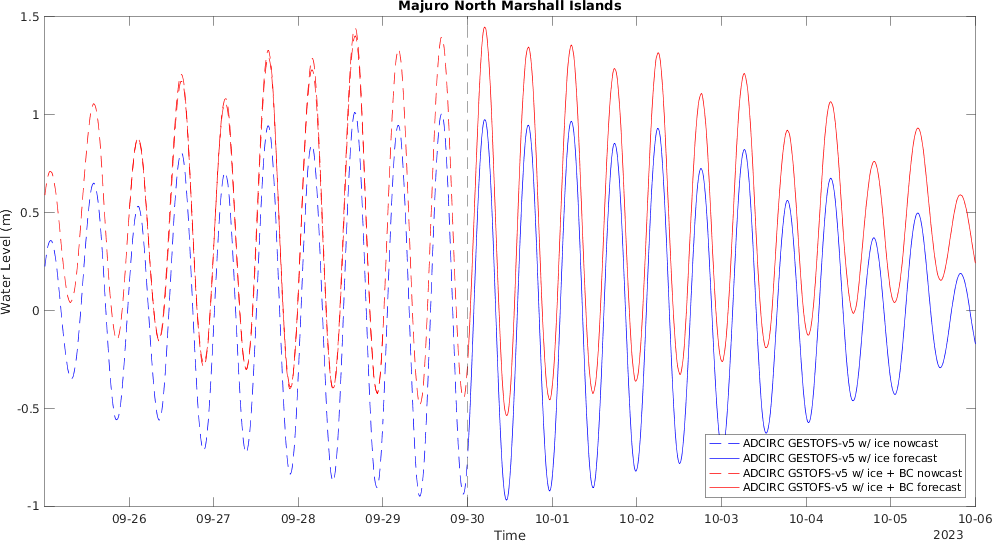 Majuro North Marshall Islands
1.5
1
0.5
0
-0.5
-1
Water Level (m)
ADCIRC GESTOFS-v5 w/ ice nowcast
ADCIRC GESTOFS-v5 w/ ice forecast
ADCIRC GSTOFS-v5 w/ ice + BC nowcast
ADCIRC GSTOFS-v5 w/ ice + BC forecast
09-26 09-27 09-28 09-29 09-30 10-01 10-02 10-03 10-04 10-05 10-06
Time
2023